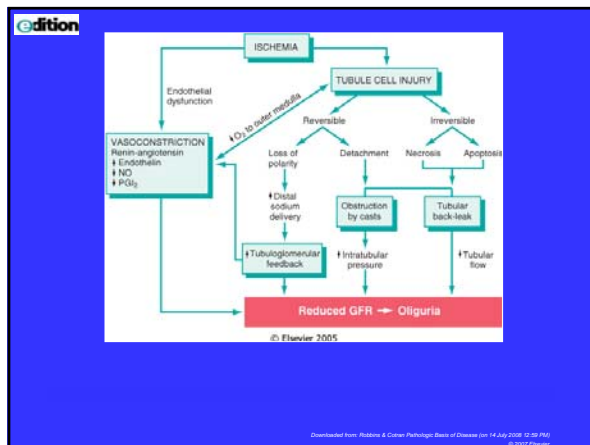 edition
ISCHEMIA
Endothelial
dysfunction
TUBULE CELL INJURY
↓O₂ to outer medulla
Reversible
Irreversible
VASOCONSTRICTION
Renin-angiotensin
↑ Endothelin
↓ NO
↓ PGI₂
Loss of
polarity
Detachment
Necrosis
Apoptosis
↑Distal
sodium
delivery
Obstruction
by casts
Tubular
back-leak
↑Tubuloglomerular
feedback
↑Intratubular
pressure
↓Tubular
flow
Reduced GFR → Oliguria
© Elsevier 2005
Downloaded from: Robbins & Cotran Pathologic Basis of Disease (on 14 July 2008 12:59 PM)
© 2007 Elsevier